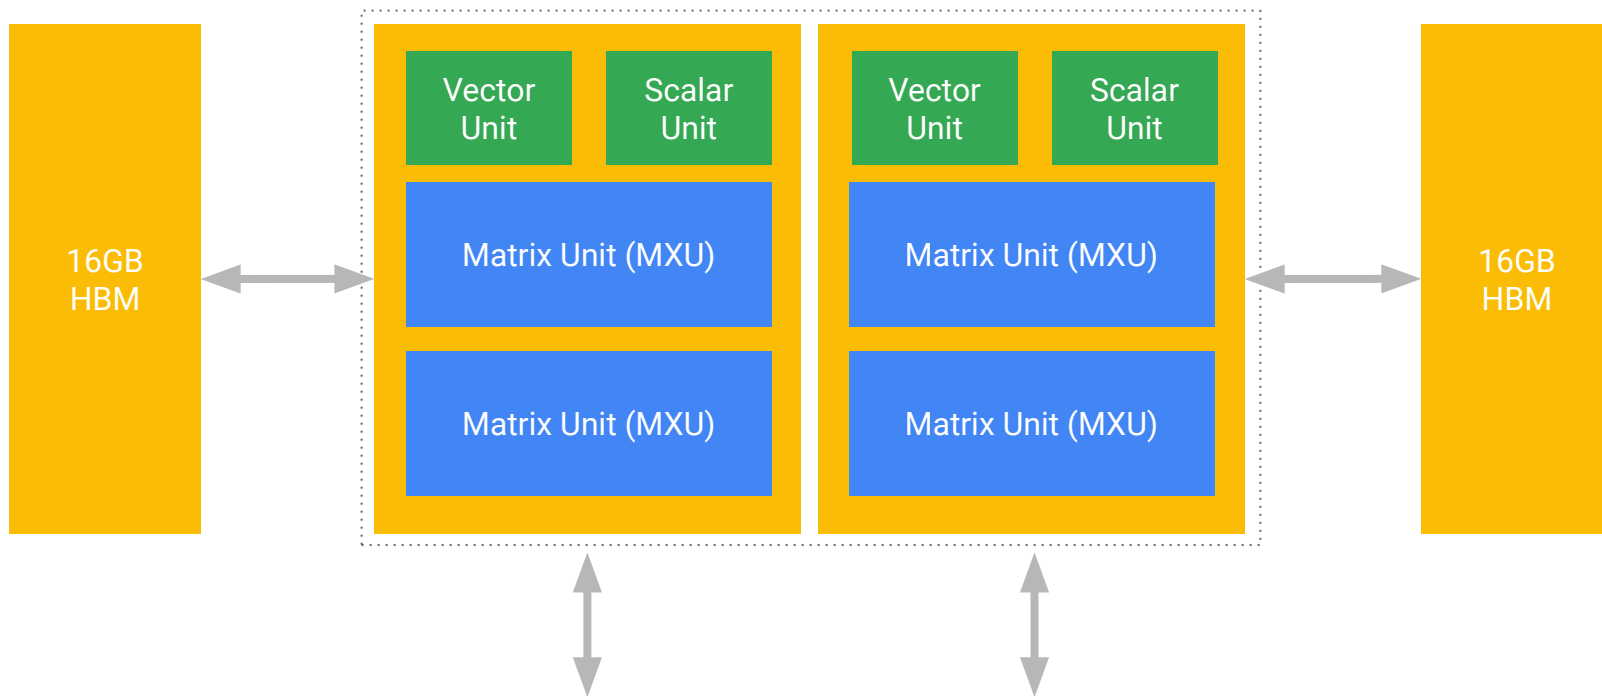 16GB
HBM
Vector
Unit
Scalar
Unit
Matrix Unit (MXU)
Matrix Unit (MXU)
Vector
Unit
Scalar
Unit
Matrix Unit (MXU)
Matrix Unit (MXU)
16GB
HBM